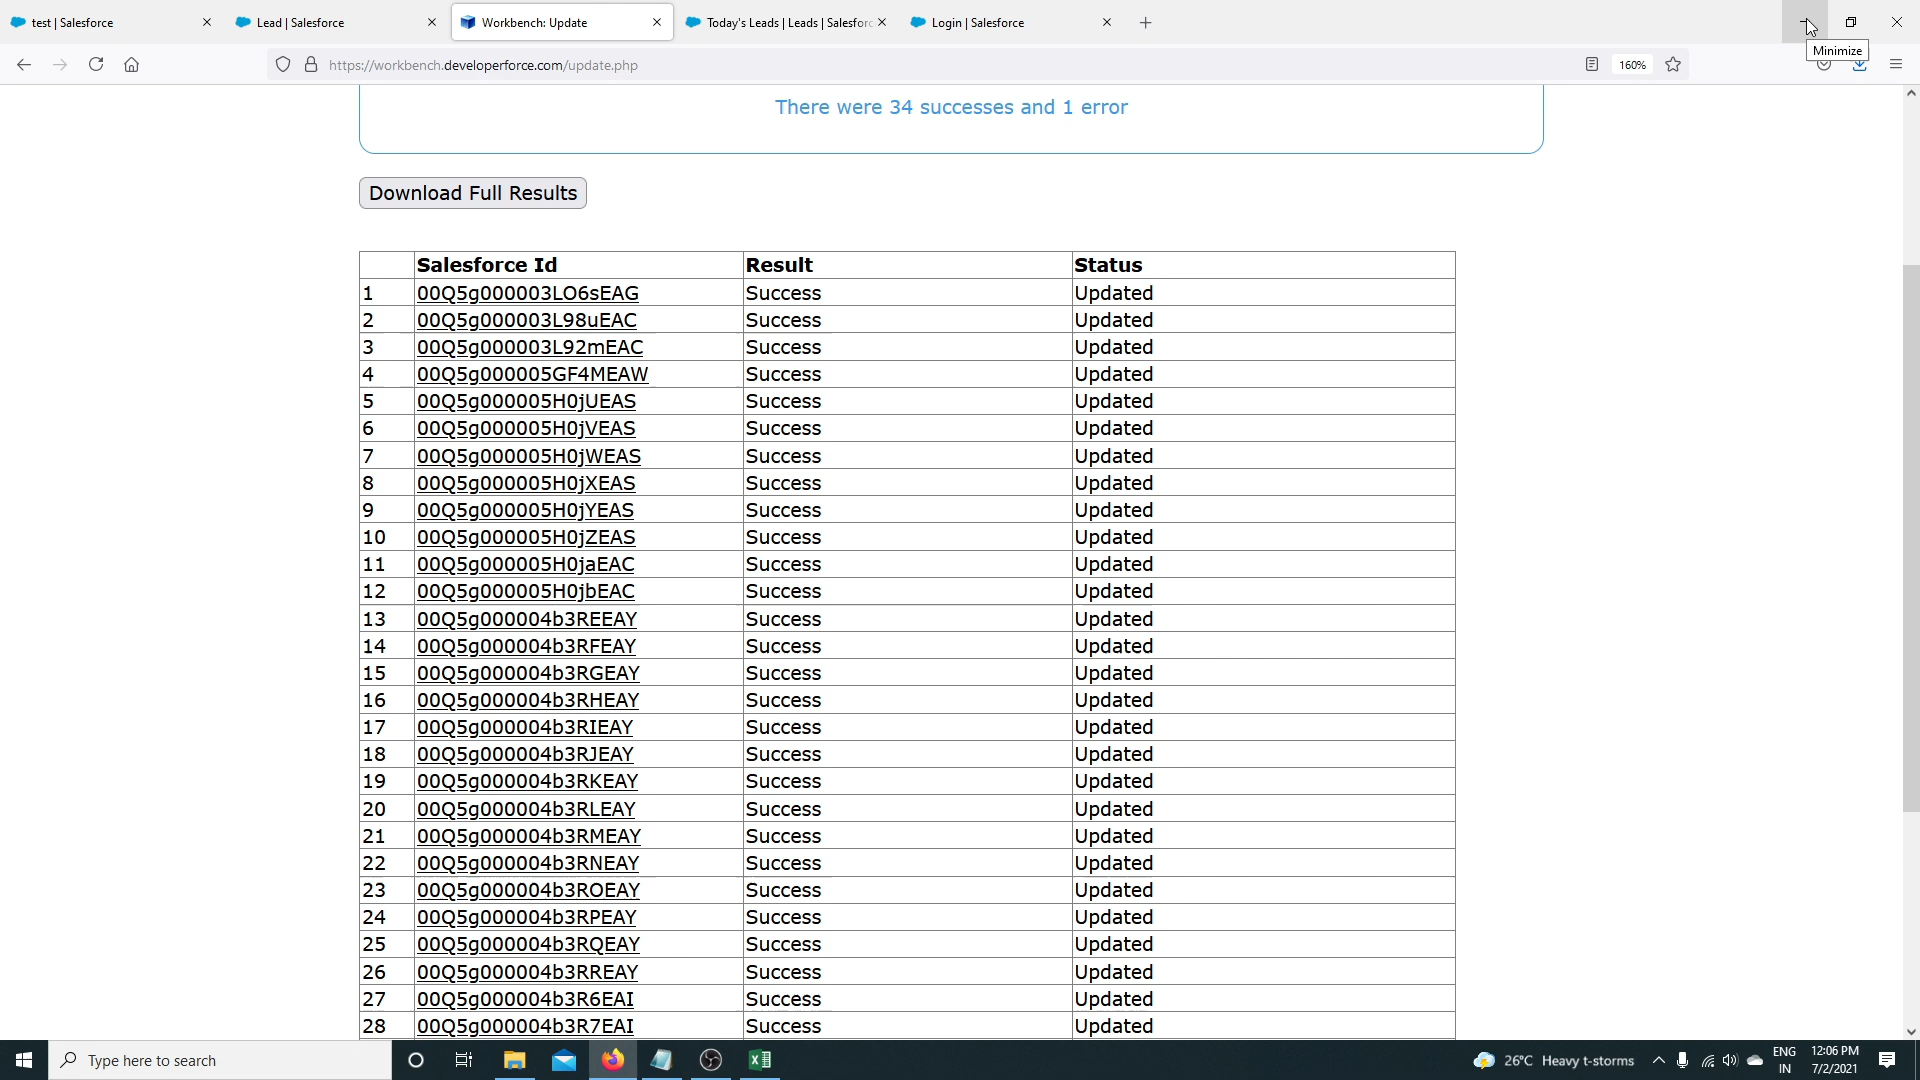 test | Salesforce
Lead | Salesforce
Workbench: Update
Today's Leads | Leads | Salesforc
Login | Salesforce
Minimize
https://workbench.developerforce.com/update.php
160%
There were 34 successes and 1 error
Download Full Results
Salesforce Id Result Status
1 00Q5g000003LO6sEAG Success Updated
2 00Q5g000003L98uEAC Success Updated
3 00Q5g000003L92mEAC Success Updated
4 00Q5g000005GF4MEAW Success Updated
5 00Q5g000005H0jUEAS Success Updated
6 00Q5g000005H0jVEAS Success Updated
7 00Q5g000005H0jWEAS Success Updated
8 00Q5g000005H0jXEAS Success Updated
9 00Q5g000005H0jYEAS Success Updated
10 00Q5g000005H0jZEAS Success Updated
11 00Q5g000005H0jaEAC Success Updated
12 00Q5g000005H0jbEAC Success Updated
13 00Q5g000004b3REEAY Success Updated
14 00Q5g000004b3RFEAY Success Updated
15 00Q5g000004b3RGEAY Success Updated
16 00Q5g000004b3RHEAY Success Updated
17 00Q5g000004b3RIEAY Success Updated
18 00Q5g000004b3RJEAY Success Updated
19 00Q5g000004b3RKEAY Success Updated
20 00Q5g000004b3RLEAY Success Updated
21 00Q5g000004b3RMEAY Success Updated
22 00Q5g000004b3RNEAY Success Updated
23 00Q5g000004b3ROEAY Success Updated
24 00Q5g000004b3RPEAY Success Updated
25 00Q5g000004b3RQEAY Success Updated
26 00Q5g000004b3RREAY Success Updated
27 00Q5g000004b3R6EAI Success Updated
28 00Q5g000004b3R7EAI Success Updated
Type here to search
26°C Heavy t-storms
ENG
IN
12:06 PM
7/2/2021